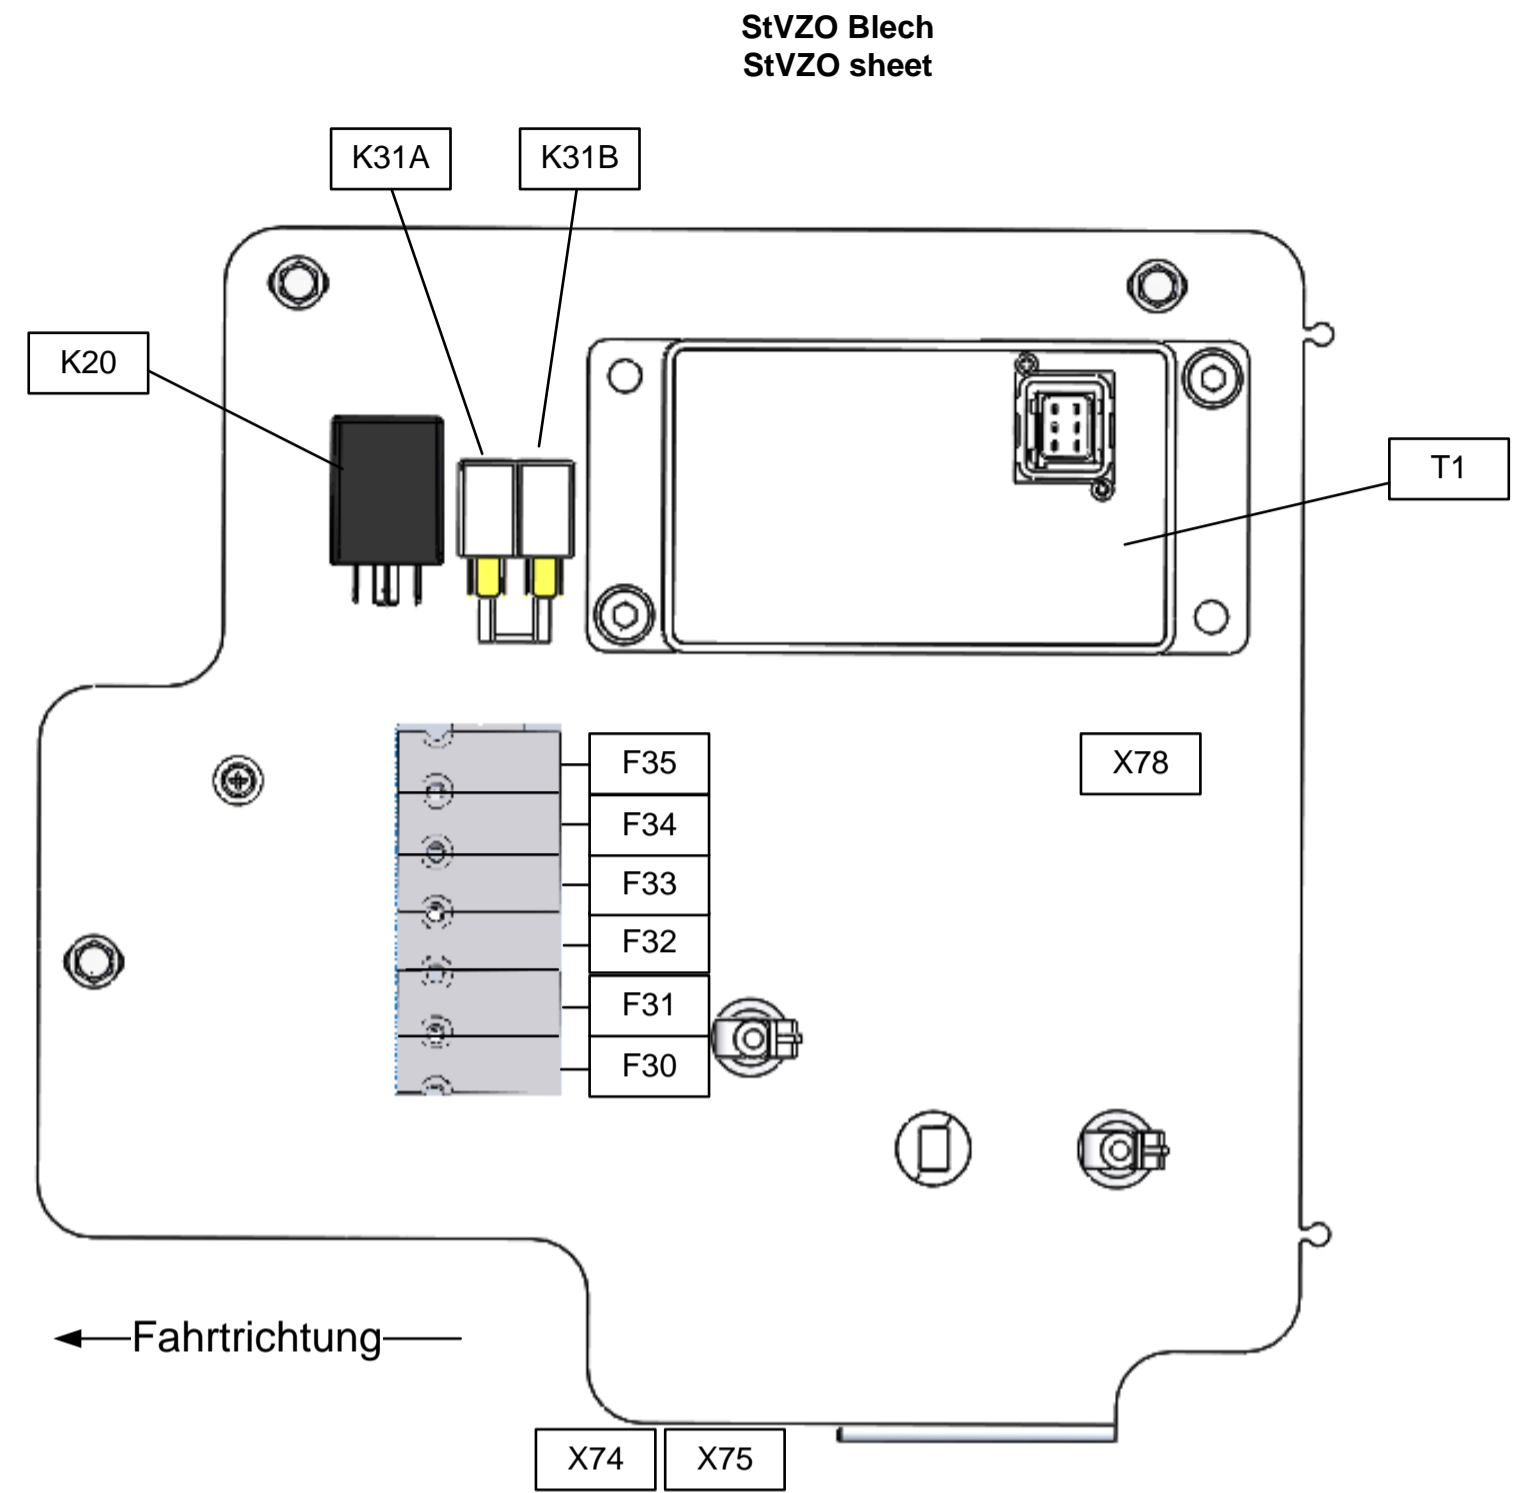 StVZO Blech
StVZO sheet
K31A
K31B
K20
T1
F35
X78
F34
F33
F32
F31
F30
Fahrtrichtung
X74
X75